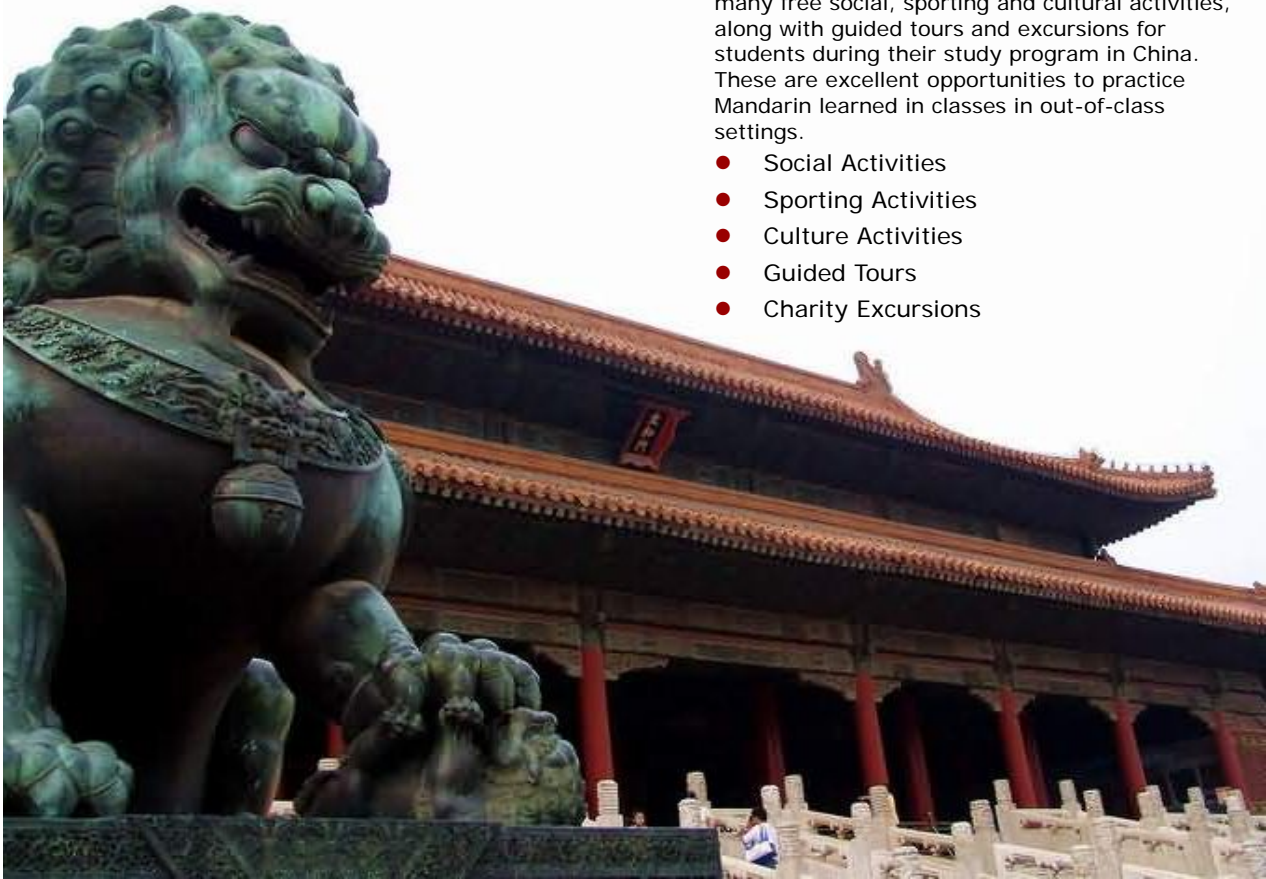 many free social, sporting and cultural activities,
along with guided tours and excursions for
students during their study program in China.
These are excellent opportunities to practice
Mandarin learned in classes in out-of-class
settings.
Social Activities
Sporting Activities
Culture Activities
Guided Tours
Charity Excursions